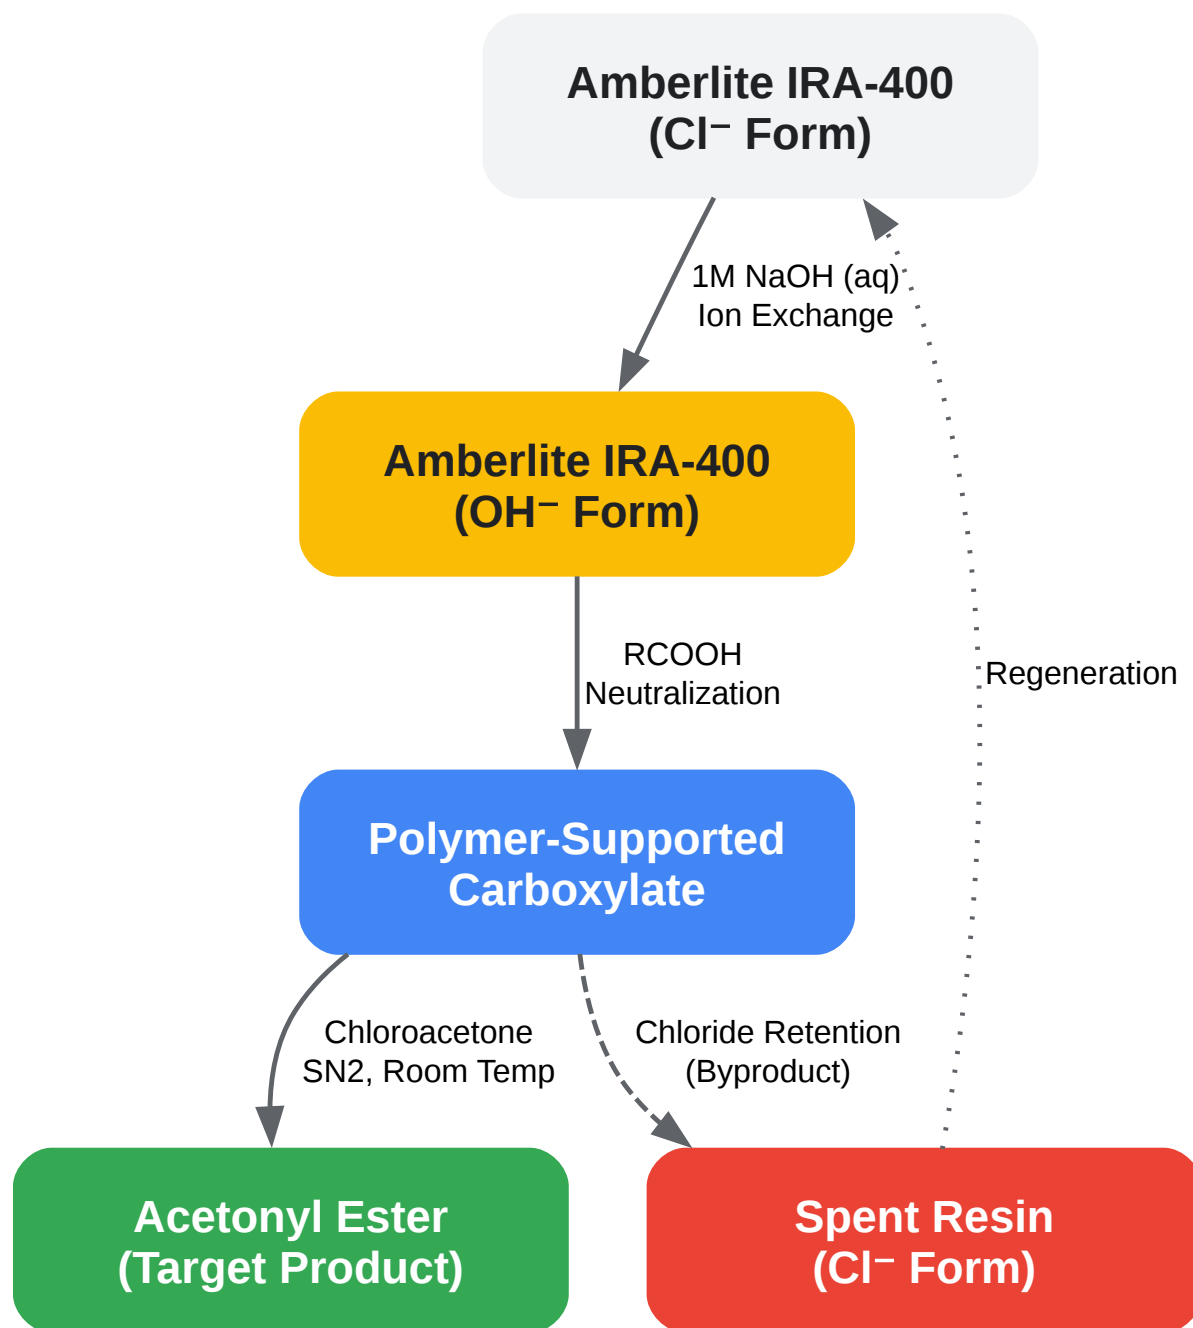 Amberlite IRA-400
(Cl⁻ Form)
1M NaOH (aq)
Ion Exchange
Amberlite IRA-400
(OH⁻ Form)
RCOOH
Neutralization
Regeneration
Polymer-Supported
Carboxylate
Chloroacetone
SN2, Room Temp
Chloride Retention
(Byproduct)
Acetonyl Ester
(Target Product)
Spent Resin
(Cl⁻ Form)